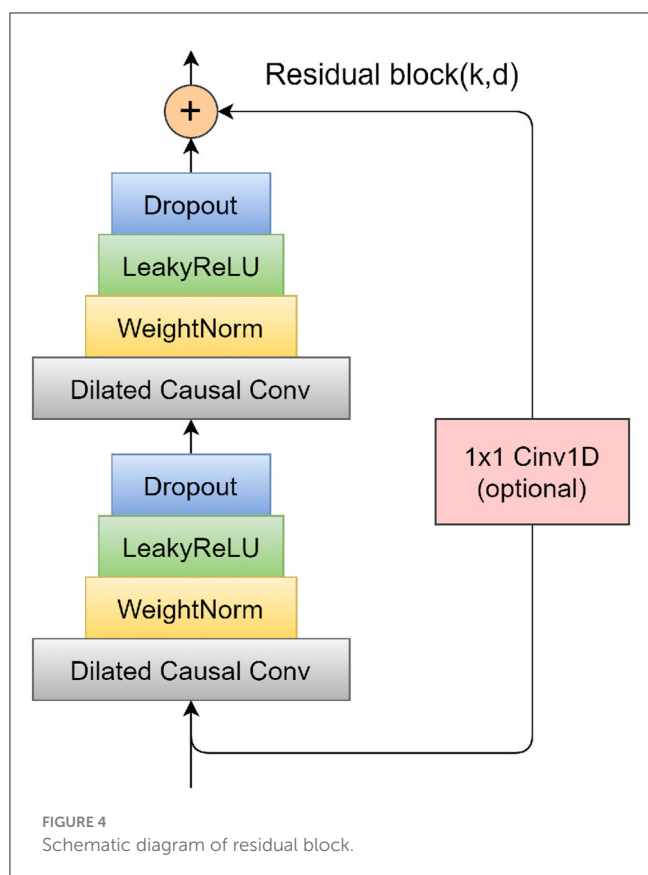 Residual block(k,d)
+
Dropout
LeakyReLU
WeightNorm
Dilated Causal Conv
1x1 Cinv1D
(optional)
Dropout
LeakyReLU
WeightNorm
Dilated Causal Conv
FIGURE 4
Schematic diagram of residual block.